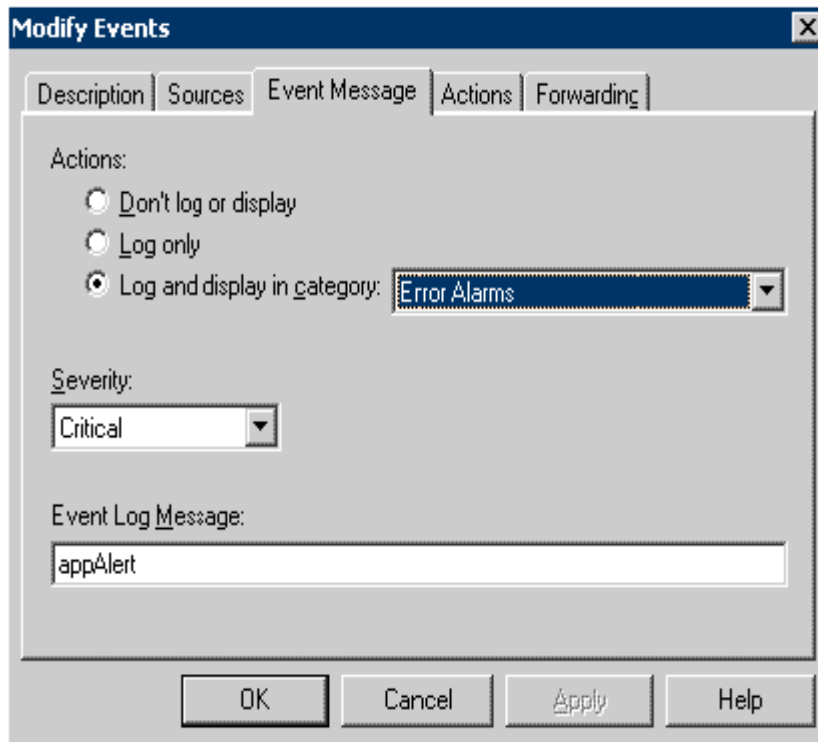 Modify Events
Description Sources Event Message Actions Forwarding
Actions:
Don't log or display
Log only
Log and display in category: Error Alarms
Severity:
Critical
Event Log Message:
appAlert
OK Cancel Apply Help